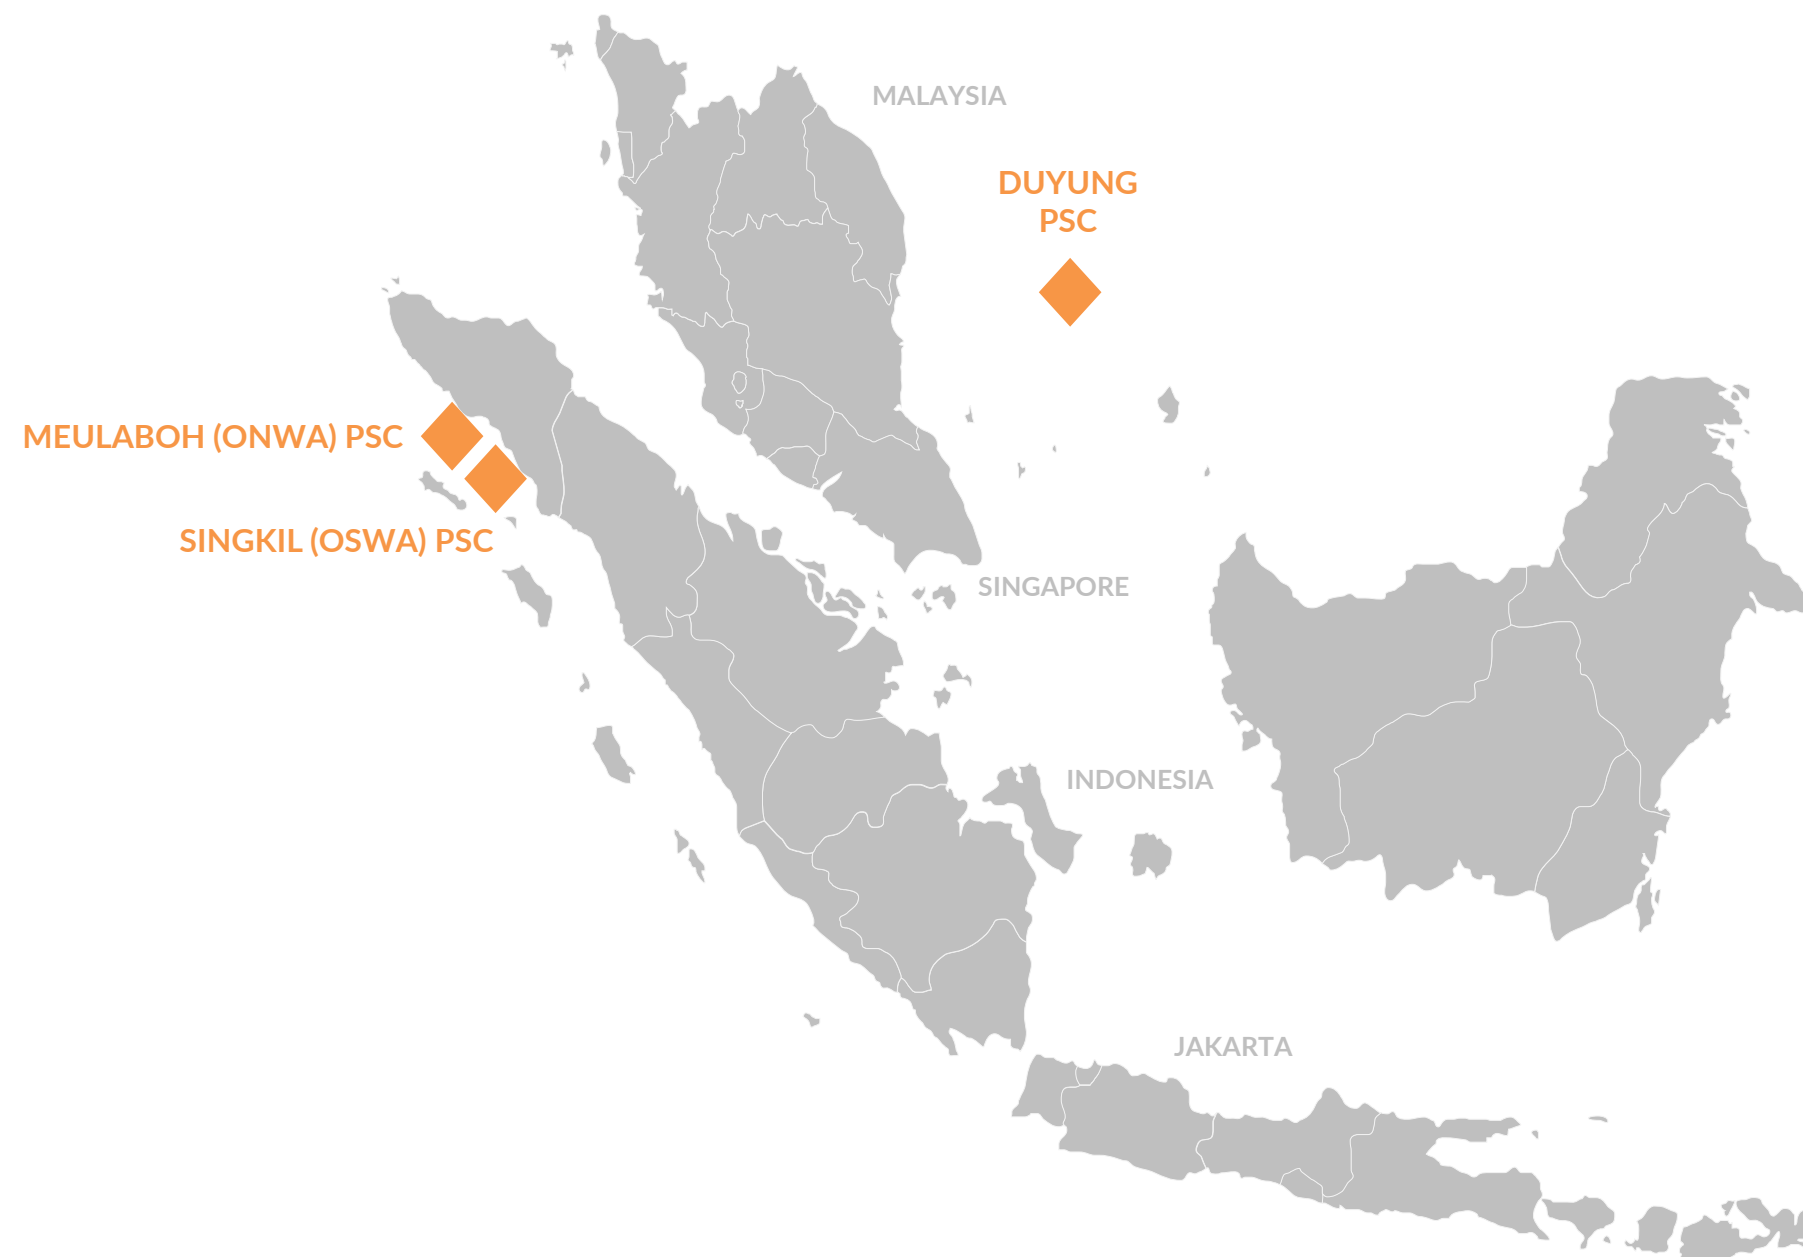 MALAYSIA
DUYUNG
PSC
MEULABOH (ONWA) PSC
SINGKIL (OSWA) PSC
SINGAPORE
INDONESIA
JAKARTA